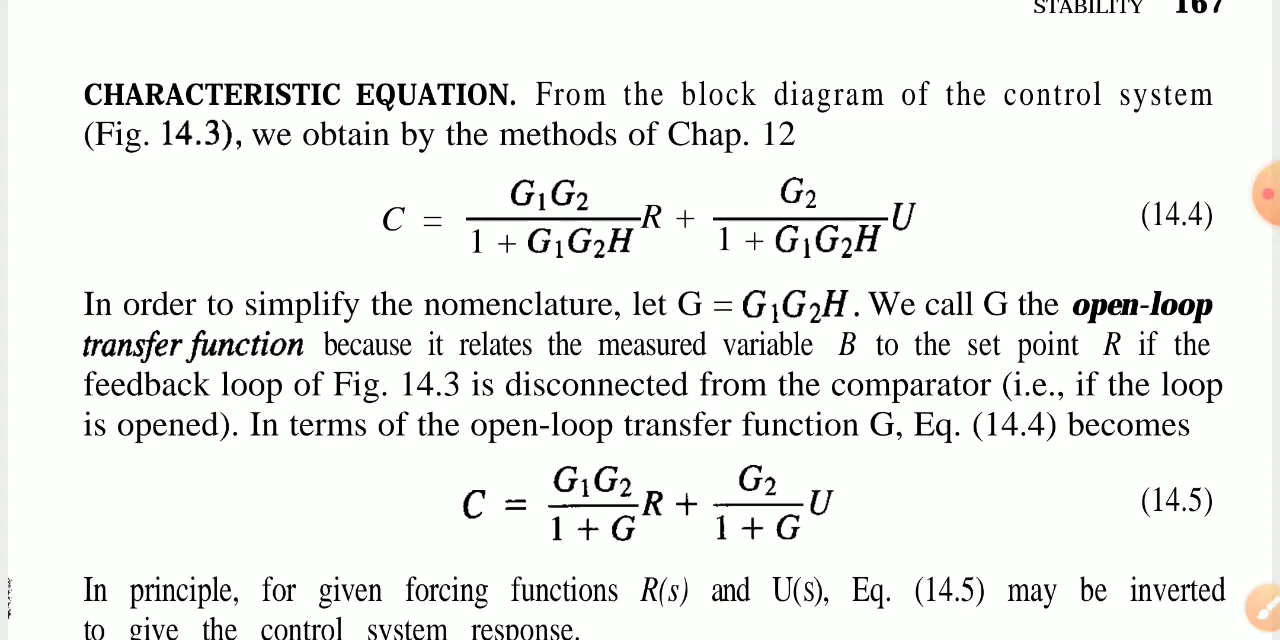 STABILITY 167
CHARACTERISTIC EQUATION. From the block diagram of the control system
(Fig. 14.3), we obtain by the methods of Chap. 12
C = G₁G₂ / (1 + G₁G₂H) R + G₂ / (1 + G₁G₂H) U (14.4)
In order to simplify the nomenclature, let G = G₁G₂H. We call G the open-loop
transfer function because it relates the measured variable B to the set point R if the
feedback loop of Fig. 14.3 is disconnected from the comparator (i.e., if the loop
is opened). In terms of the open-loop transfer function G, Eq. (14.4) becomes
C = G₁G₂ / (1 + G) R + G₂ / (1 + G) U (14.5)
In principle, for given forcing functions R(s) and U(s), Eq. (14.5) may be inverted
to give the control system response.